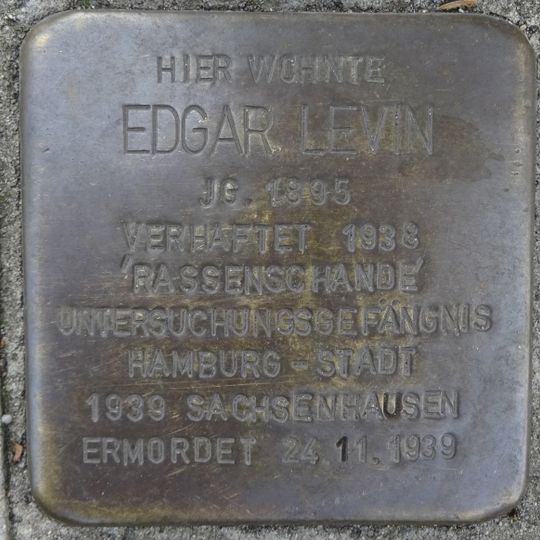 HIER WOHNTE
EDGAR LEVIN
JG. 1895
VERHAFTET 1938
'RASSENSCHANDE'
UNTERSUCHUNGSGEFÄNGNIS
HAMBURG-STADT
1939 SACHSENHAUSEN
ERMORDET 24.11.1939